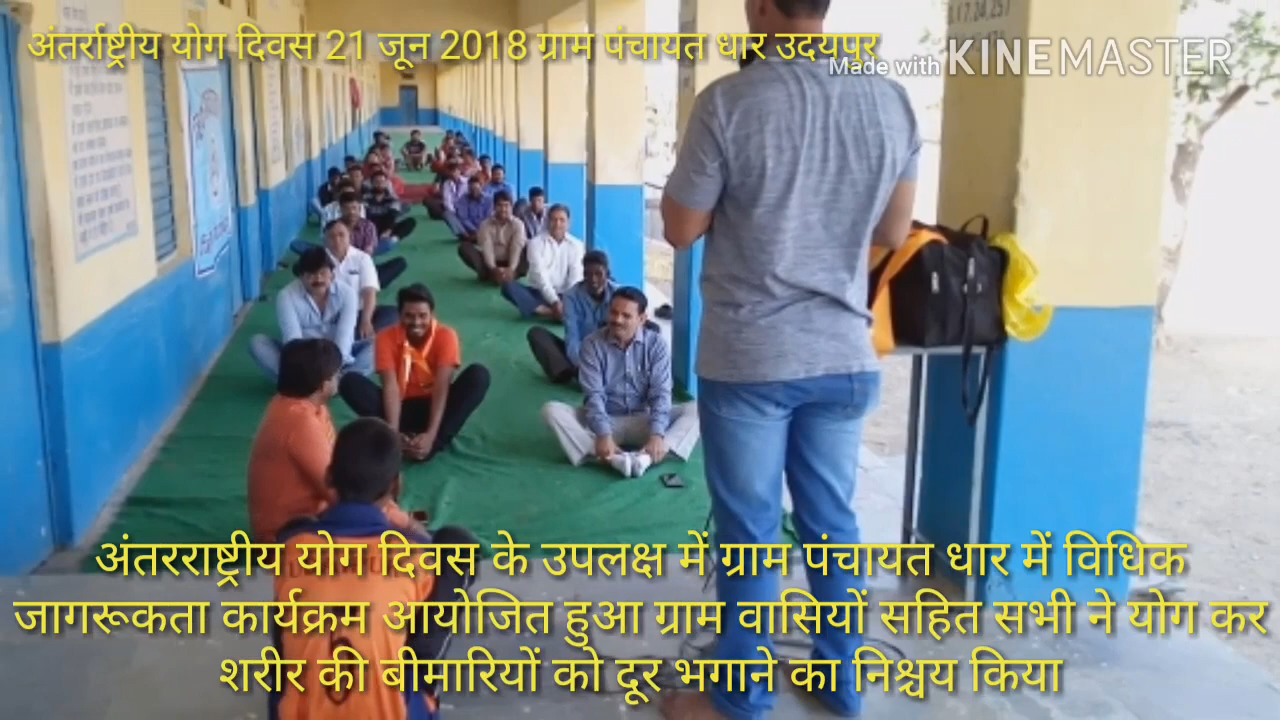 अंतर्राष्ट्रीय योग दिवस 21 जून 2018 ग्राम पंचायत धार उदयपुर
Made with KINEMASTER
अंतरराष्ट्रीय योग दिवस के उपलक्ष में ग्राम पंचायत धार में विधिक
जागरूकता कार्यक्रम आयोजित हुआ ग्राम वासियों सहित सभी ने योग कर
शरीर की बीमारियों को दूर भगाने का निश्चय किया